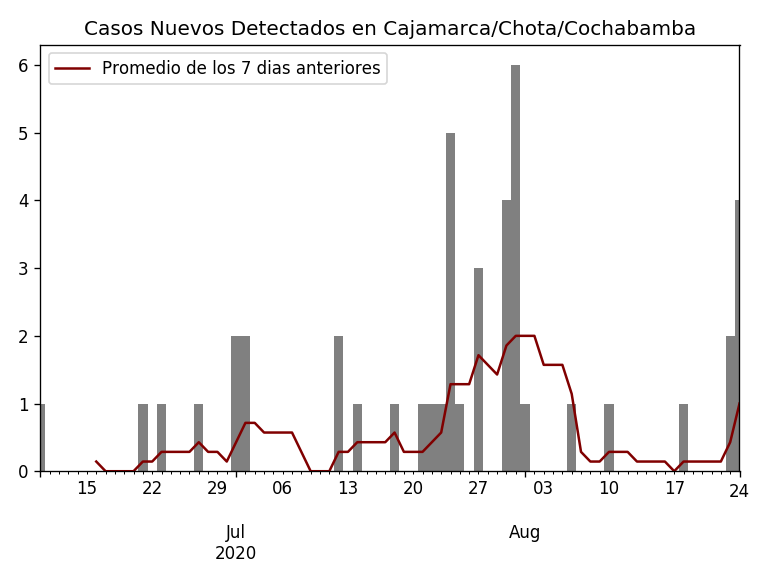 Casos Nuevos Detectados en Cajamarca/Chota/Cochabamba
Promedio de los 7 dias anteriores
6
5
4
3
2
1
0
15 22 29 06 13 20 27 03 10 17 24
Jul Aug
2020